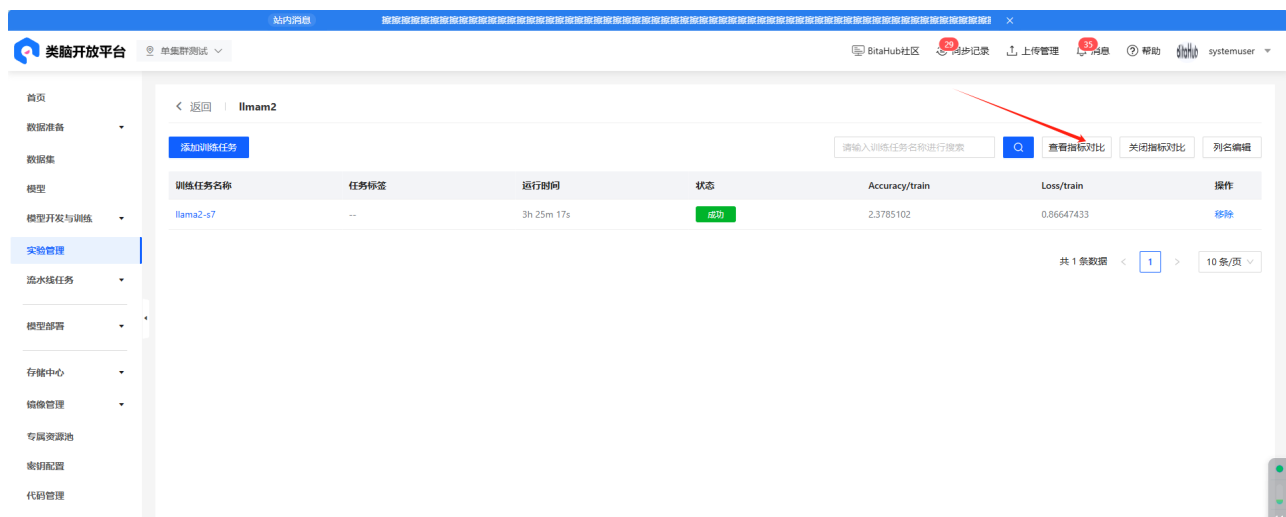 站内消息
类脑开放平台 单集群测试 BitaHub社区 29 同步记录 上传管理 35 消息 帮助 BitaHub systemuser
首页
返回 llmam2
数据准备
添加训练任务 请输入训练任务名称进行搜索 查看指标对比 关闭指标对比 列名编辑
数据集
模型
训练任务名称 任务标签 运行时间 状态 Accuracy/train Loss/train 操作
模型开发与训练
llama2-s7 -- 3h 25m 17s 成功 2.3785102 0.86647433 移除
实验管理
共 1 条数据 < 1 > 10 条/页
流水线任务
模型部署
存储中心
镜像管理
专属资源池
密钥配置
代码管理